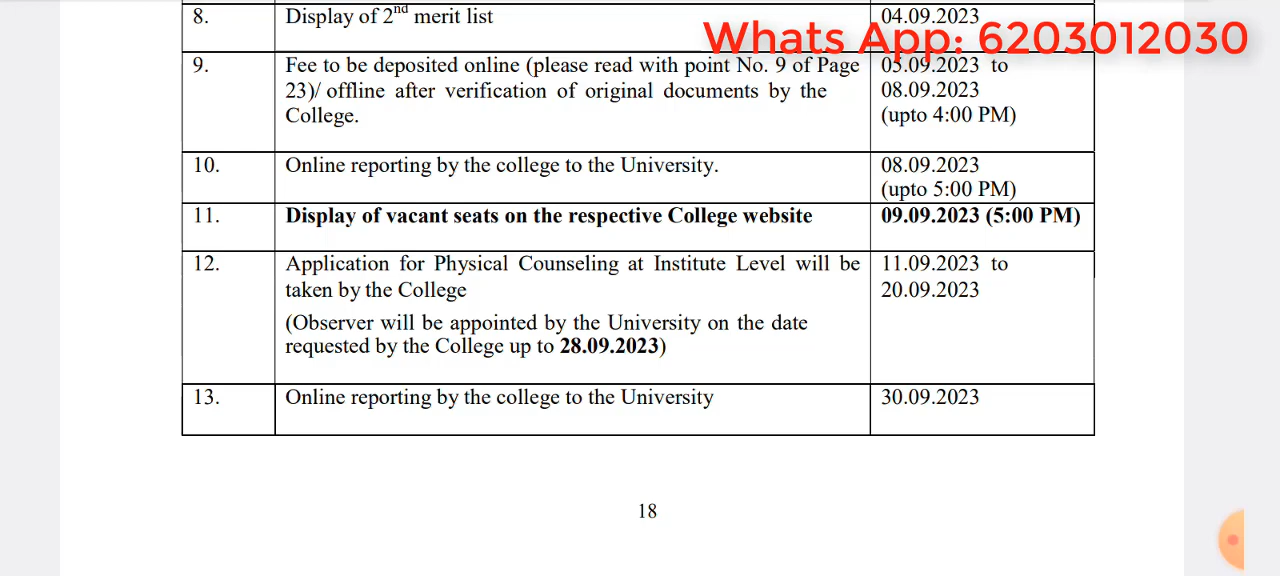 8. Display of 2nd merit list 04.09.2023
Whats App: 6203012030
9. Fee to be deposited online (please read with point No. 9 of Page 05.09.2023 to
23)/ offline after verification of original documents by the 08.09.2023
College. (upto 4:00 PM)
10. Online reporting by the college to the University. 08.09.2023
(upto 5:00 PM)
11. Display of vacant seats on the respective College website 09.09.2023 (5:00 PM)
12. Application for Physical Counseling at Institute Level will be 11.09.2023 to
taken by the College 20.09.2023
(Observer will be appointed by the University on the date
requested by the College up to 28.09.2023)
13. Online reporting by the college to the University 30.09.2023
18